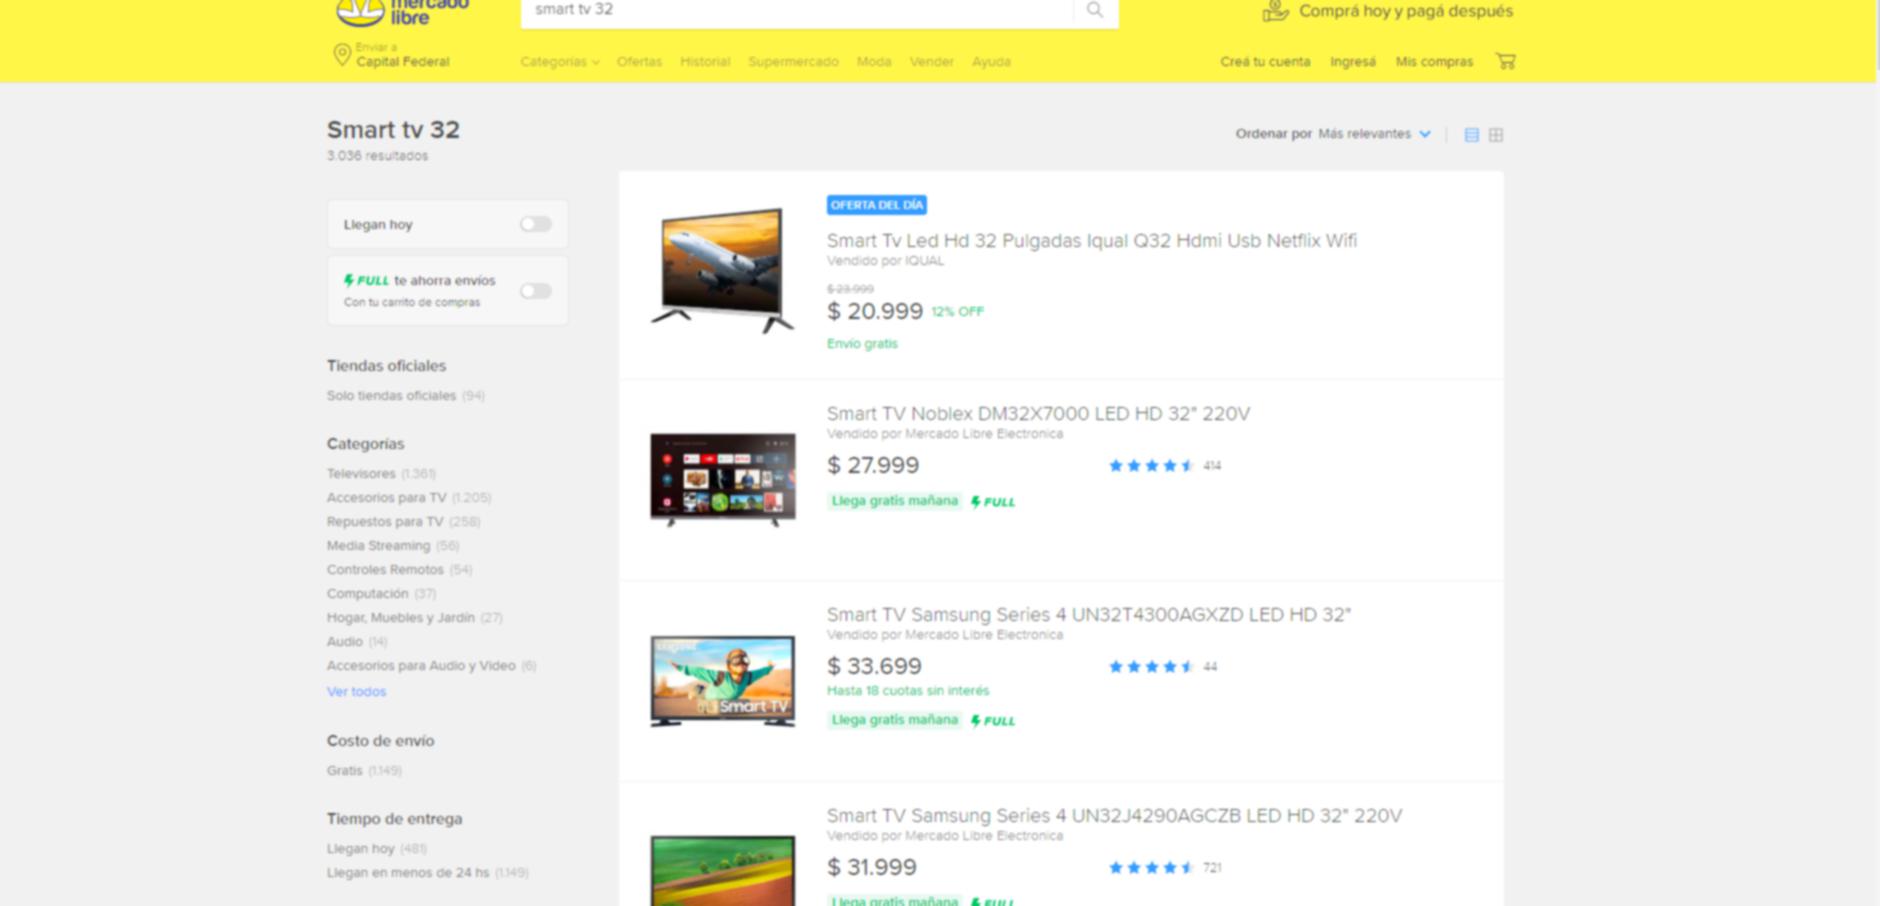 mercado
libre
smart tv 32
Comprá hoy y pagá después
Enviar a
Capital Federal
Categorías
Ofertas
Historial
Supermercado
Moda
Vender
Ayuda
Creá tu cuenta
Ingresá
Mis compras
Smart tv 32
3.036 resultados
Ordenar por Más relevantes
Llegan hoy
FULL te ahorra envíos
Con tu carrito de compras
Tiendas oficiales
Solo tiendas oficiales (94)
Categorías
Televisores (1.361)
Accesorios para TV (1.205)
Repuestos para TV (258)
Media Streaming (56)
Controles Remotos (54)
Computación (37)
Hogar, Muebles y Jardín (27)
Audio (14)
Accesorios para Audio y Video (6)
Ver todos
Costo de envío
Gratis (1.149)
Tiempo de entrega
Llegan hoy (481)
Llegan en menos de 24 hs (1.149)
OFERTA DEL DÍA
Smart Tv Led Hd 32 Pulgadas Iqual Q32 Hdmi Usb Netflix Wifi
Vendido por IQUAL
$ 23.999
$ 20.999 12% OFF
Envío gratis
Smart TV Noblex DM32X7000 LED HD 32" 220V
Vendido por Mercado Libre Electronica
$ 27.999
414
Llega gratis mañana FULL
Smart TV Samsung Series 4 UN32T4300AGXZD LED HD 32"
Vendido por Mercado Libre Electronica
$ 33.699
44
Hasta 18 cuotas sin interés
Llega gratis mañana FULL
Smart TV
Smart TV Samsung Series 4 UN32J4290AGCZB LED HD 32" 220V
Vendido por Mercado Libre Electronica
$ 31.999
721
Llega gratis mañana FULL